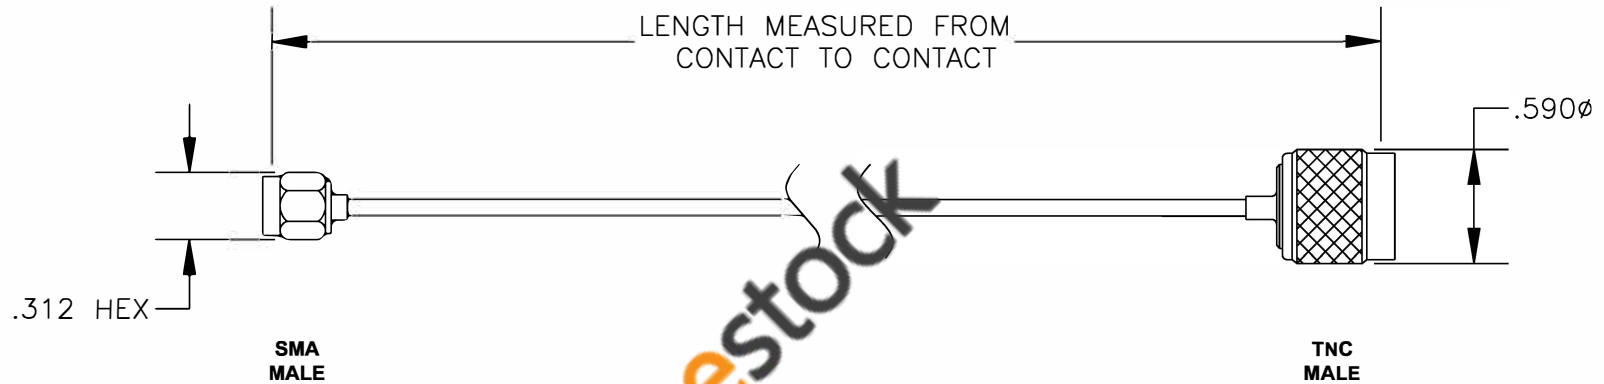 LENGTH MEASURED FROM
CONTACT TO CONTACT
.590ø
.312 HEX
SMA
MALE
TNC
MALE
estock